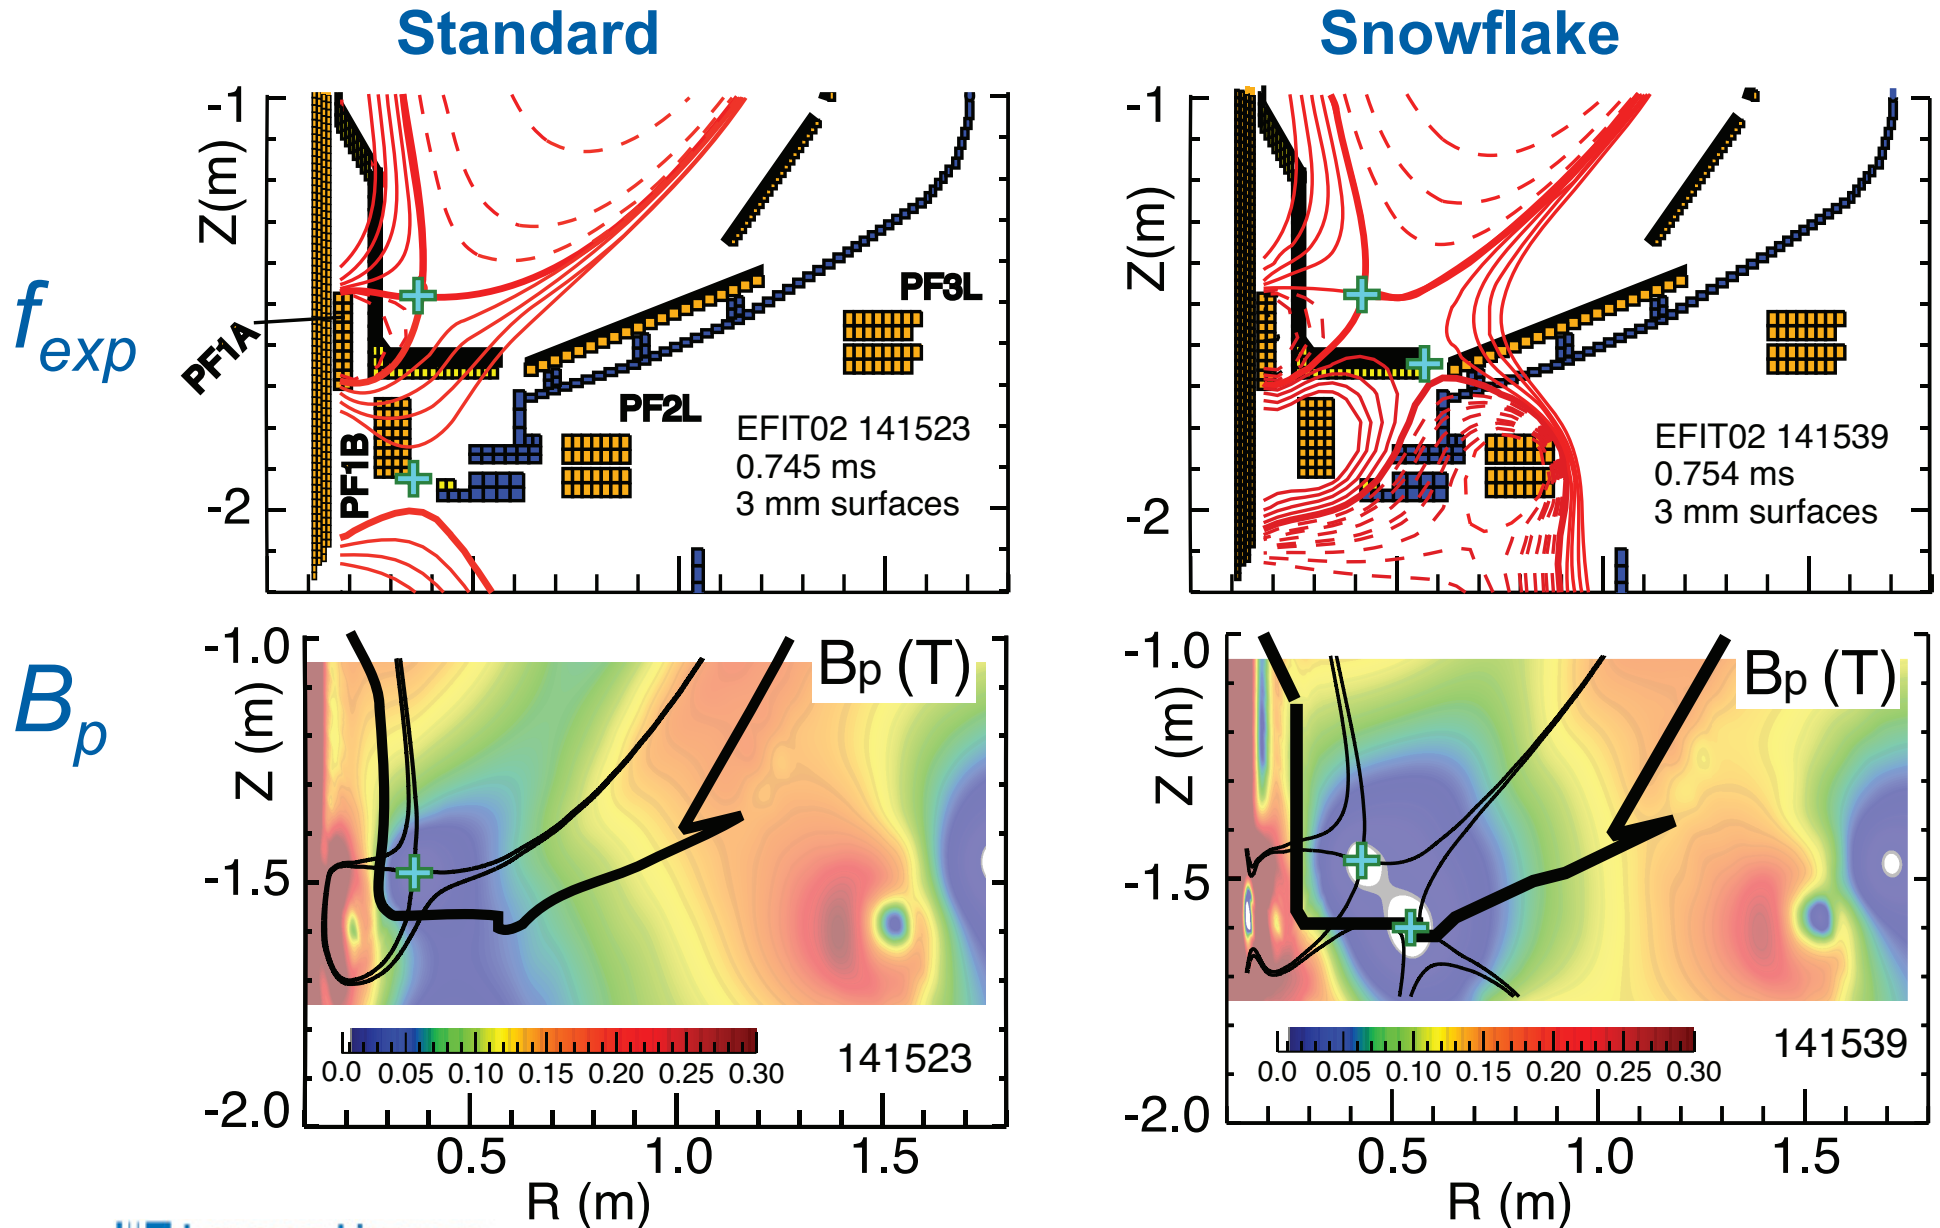 Standard
Snowflake
f_exp
-1
Z(m)
-2
PF1A
PF1B
PF2L
PF3L
EFIT02 141523
0.745 ms
3 mm surfaces
-1
Z(m)
-2
EFIT02 141539
0.754 ms
3 mm surfaces
B_p
-1.0
Z (m)
-1.5
-2.0
Bp (T)
0.0 0.05 0.10 0.15 0.20 0.25 0.30
141523
0.5 1.0 1.5
R (m)
-1.0
Z (m)
-1.5
-2.0
Bp (T)
0.0 0.05 0.10 0.15 0.20 0.25 0.30
141539
0.5 1.0 1.5
R (m)